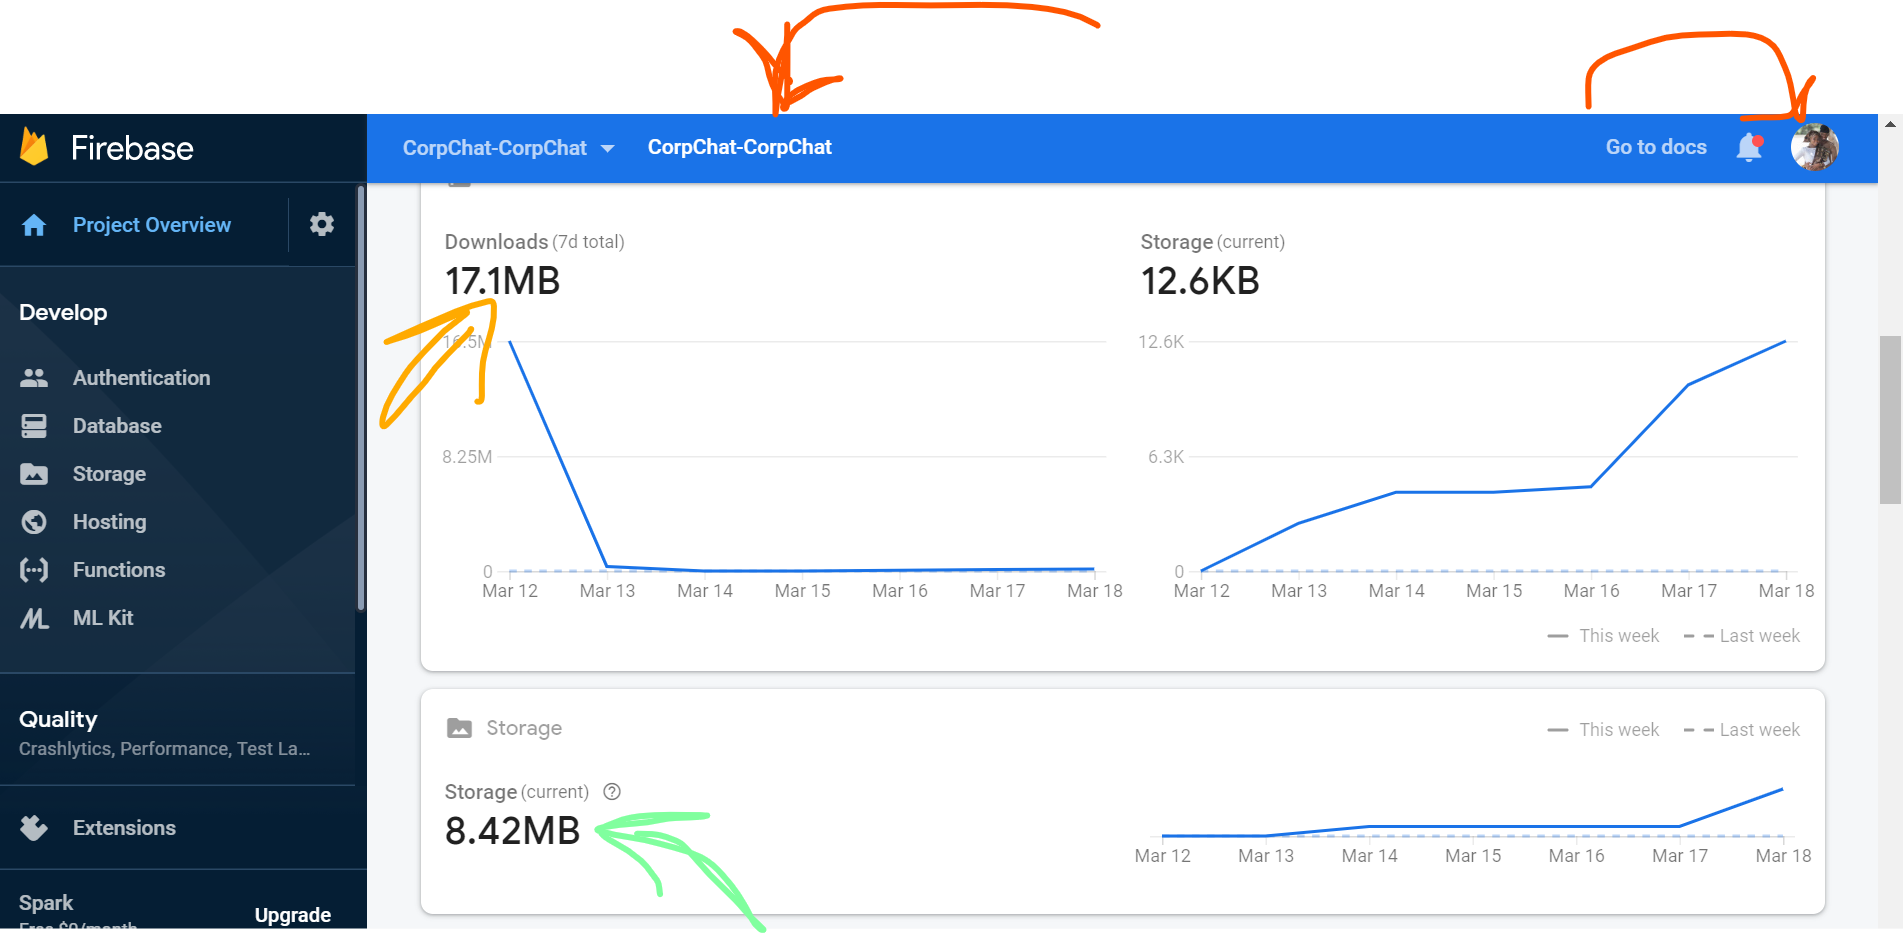 Firebase
CorpChat-CorpChat
CorpChat-CorpChat
Go to docs
Project Overview
Develop
Authentication
Database
Storage
Hosting
Functions
ML Kit
Quality
Crashlytics, Performance, Test La...
Extensions
Spark
Free $0/month
Upgrade
Downloads (7d total)
17.1MB
16.5M
8.25M
0
Mar 12 Mar 13 Mar 14 Mar 15 Mar 16 Mar 17 Mar 18
Storage (current)
12.6KB
12.6K
6.3K
0
Mar 12 Mar 13 Mar 14 Mar 15 Mar 16 Mar 17 Mar 18
This week Last week
Storage
This week Last week
Storage (current)
8.42MB
Mar 12 Mar 13 Mar 14 Mar 15 Mar 16 Mar 17 Mar 18